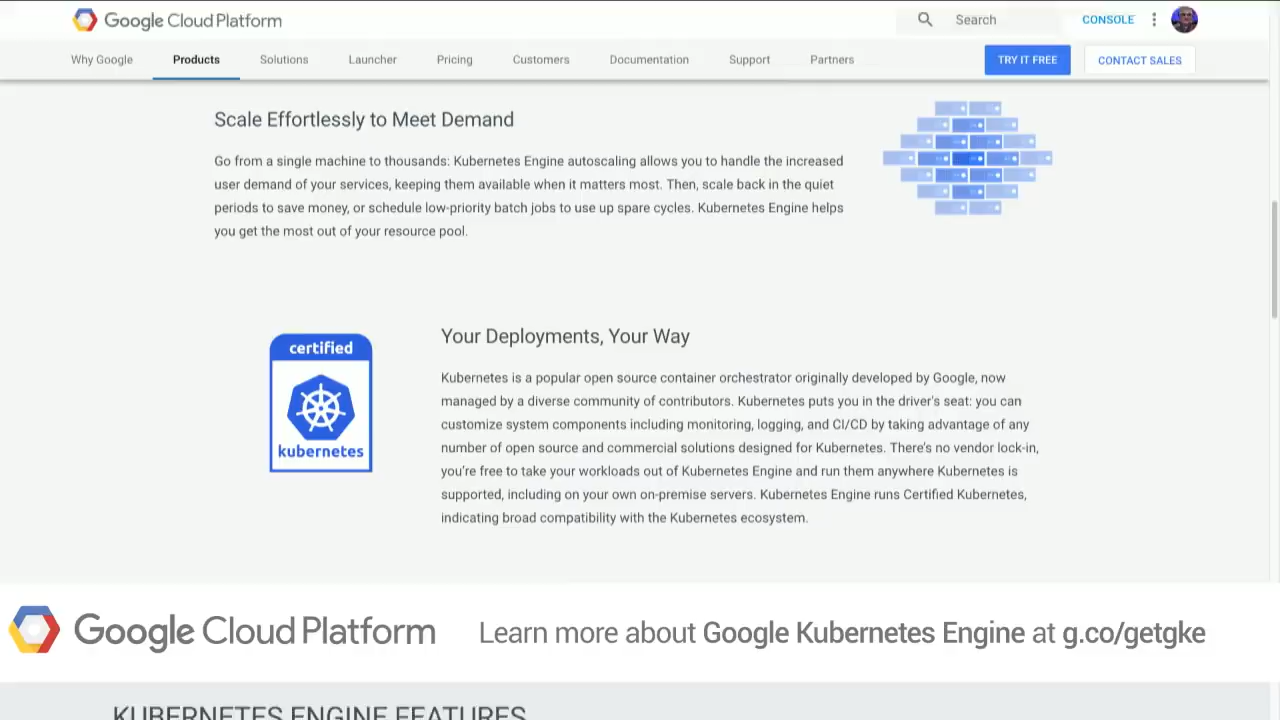 Google Cloud Platform
Search
CONSOLE
Why Google
Products
Solutions
Launcher
Pricing
Customers
Documentation
Support
Partners
TRY IT FREE
CONTACT SALES
Scale Effortlessly to Meet Demand
Go from a single machine to thousands: Kubernetes Engine autoscaling allows you to handle the increased
user demand of your services, keeping them available when it matters most. Then, scale back in the quiet
periods to save money, or schedule low-priority batch jobs to use up spare cycles. Kubernetes Engine helps
you get the most out of your resource pool.
certified
kubernetes
Your Deployments, Your Way
Kubernetes is a popular open source container orchestrator originally developed by Google, now
managed by a diverse community of contributors. Kubernetes puts you in the driver's seat: you can
customize system components including monitoring, logging, and CI/CD by taking advantage of any
number of open source and commercial solutions designed for Kubernetes. There's no vendor lock-in,
you're free to take your workloads out of Kubernetes Engine and run them anywhere Kubernetes is
supported, including on your own on-premise servers. Kubernetes Engine runs Certified Kubernetes,
indicating broad compatibility with the Kubernetes ecosystem.
Google Cloud Platform
Learn more about Google Kubernetes Engine at g.co/getgke
KUBERNETES ENGINE FEATURES